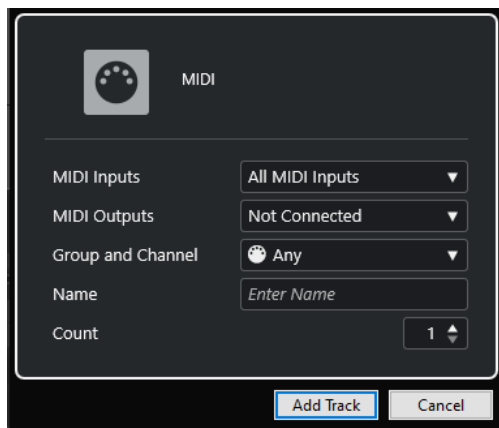 MIDI
MIDI Inputs All MIDI Inputs
MIDI Outputs Not Connected
Group and Channel Any
Name Enter Name
Count 1
Add Track Cancel